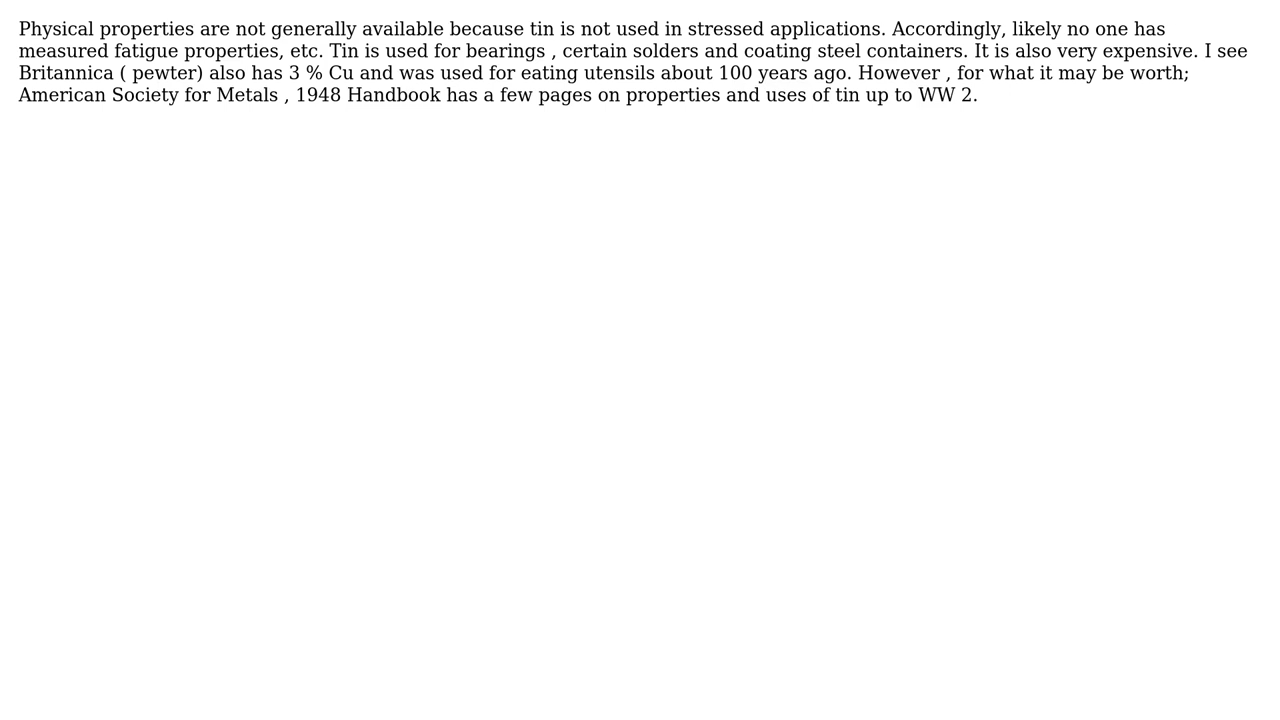 Physical properties are not generally available because tin is not used in stressed applications. Accordingly, likely no one has
measured fatigue properties, etc. Tin is used for bearings , certain solders and coating steel containers. It is also very expensive. I see
Britannica ( pewter) also has 3 % Cu and was used for eating utensils about 100 years ago. However , for what it may be worth;
American Society for Metals , 1948 Handbook has a few pages on properties and uses of tin up to WW 2.